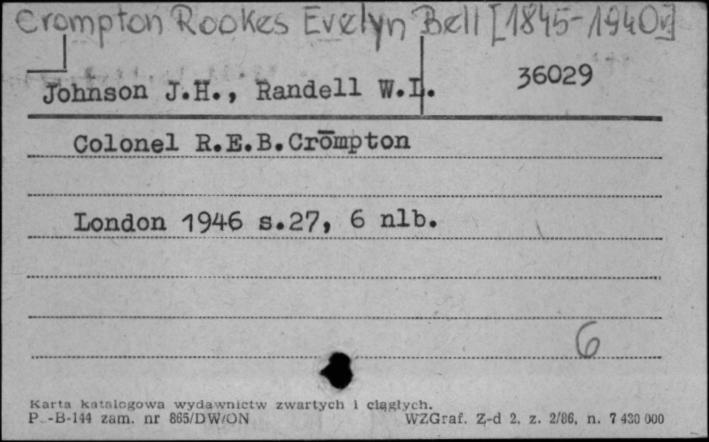 Crompton Rookes Evelyn Bell [1845-1940r]
Johnson J.H., Randell W.L. 36029
Colonel R.E.B.Crompton
London 1946 s.27, 6 nlb.
6
Karta katalogowa wydawnictw zwartych i ciągłych.
P.-B-144 zam. nr 865/DW/ON WZGraf. Z-d 2, z. 2/86, n. 7 430 000